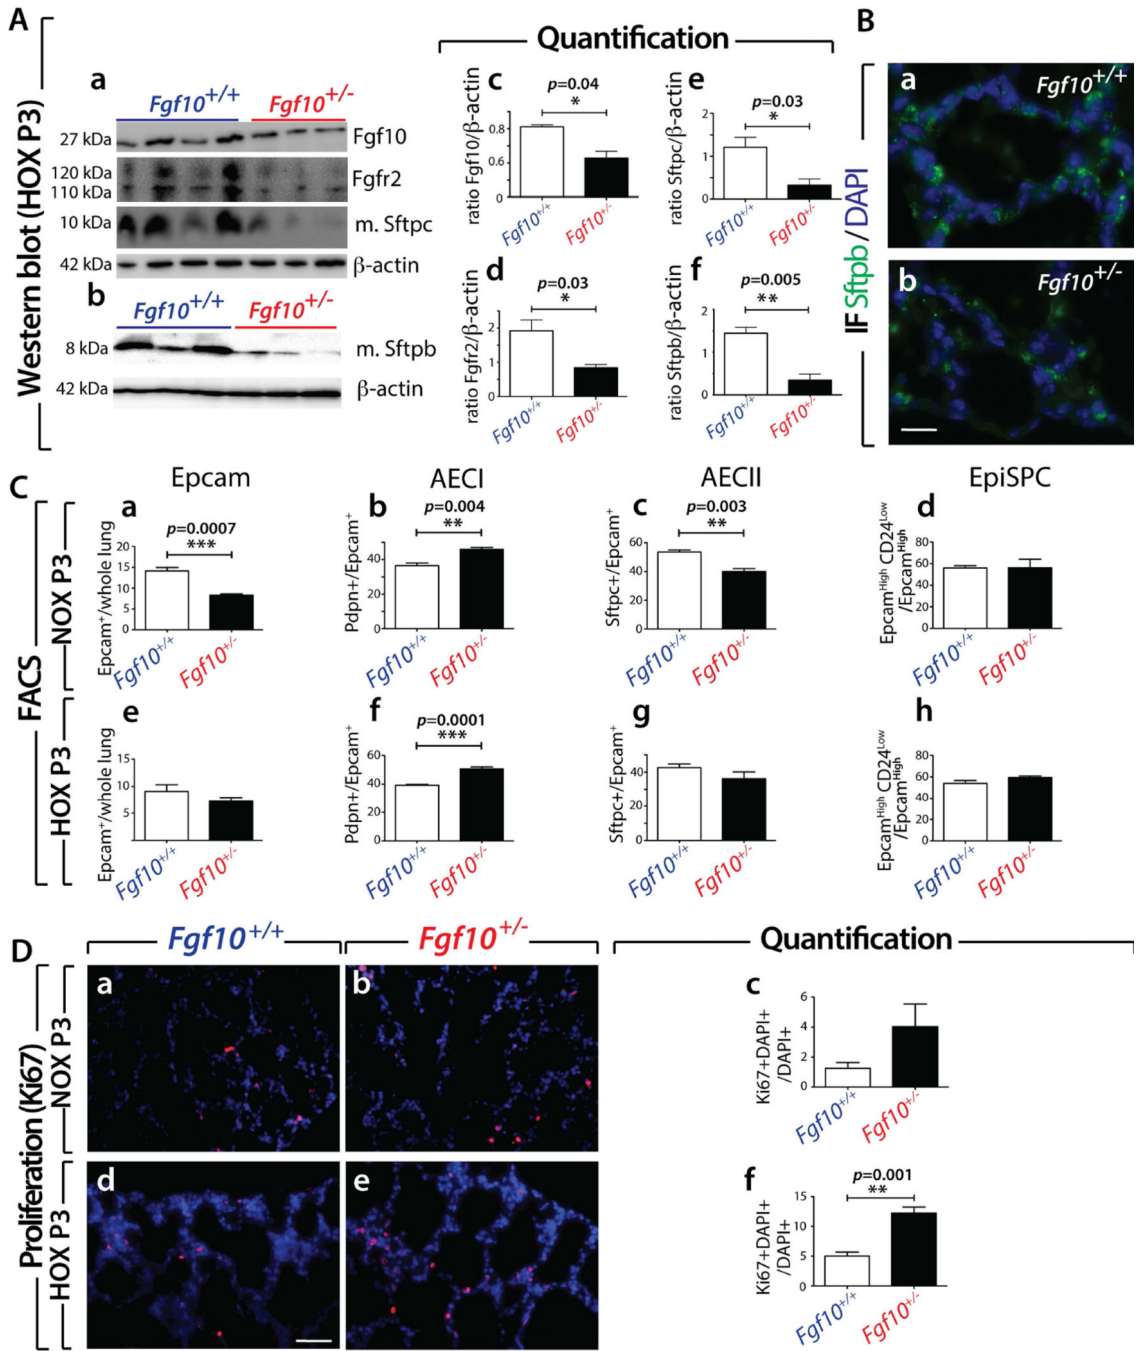 A
Western blot (HOX P3)
a
Fgf10+/+ Fgf10+/-
27 kDa Fgf10
120 kDa Fgfr2
110 kDa
10 kDa m. Sftpc
42 kDa β-actin
b
Fgf10+/+ Fgf10+/-
8 kDa m. Sftpb
42 kDa β-actin
Quantification
c
p=0.04
*
ratio Fgf10/β-actin
0.8
0.6
0
Fgf10+/+ Fgf10+/-
e
p=0.03
*
ratio Sftpc/β-actin
2
1.5
1
0
Fgf10+/+ Fgf10+/-
d
p=0.03
*
ratio Fgfr2/β-actin
2
1
0
Fgf10+/+ Fgf10+/-
f
p=0.005
**
ratio Sftpb/β-actin
2
1
0
Fgf10+/+ Fgf10+/-
B
IF Sftpb / DAPI
a
Fgf10+/+
b
Fgf10+/-
C
FACS
NOX P3
HOX P3
Epcam AECI AECII EpiSPC
a
p=0.0007
***
Epcam+/whole lung
20
15
10
5
0
Fgf10+/+ Fgf10+/-
b
p=0.004
**
Pdpn+/Epcam+
40
20
0
Fgf10+/+ Fgf10+/-
c
p=0.003
**
Sftpc+/Epcam+
60
40
20
0
Fgf10+/+ Fgf10+/-
d
EpcamHigh CD24Low
/EpcamHigh
80
60
40
20
0
Fgf10+/+ Fgf10+/-
e
Epcam+/whole lung
15
10
5
Fgf10+/+ Fgf10+/-
f
p=0.0001
***
Pdpn+/Epcam+
60
40
20
0
Fgf10+/+ Fgf10+/-
g
Sftpc+/Epcam+
40
20
0
Fgf10+/+ Fgf10+/-
h
EpcamHigh CD24Low
/EpcamHigh
80
60
40
20
0
Fgf10+/+ Fgf10+/-
D
Fgf10+/+ Fgf10+/- Quantification
Proliferation (Ki67)
NOX P3
HOX P3
a
b
c
Ki67+DAPI+
/DAPI+
6
4
2
0
Fgf10+/+ Fgf10+/-
d
e
f
p=0.001
**
Ki67+DAPI+
/DAPI+
15
10
5
0
Fgf10+/+ Fgf10+/-